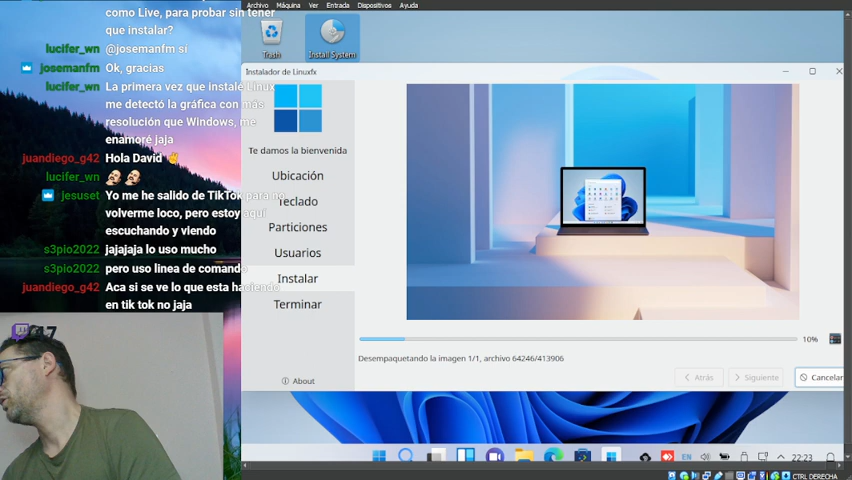 como Live, para probar sin tener
que instalar?
lucifer_wn @josemanfm si
josemanfm Ok, gracias
lucifer_wn La primera vez que instalé Linux
me detectó la gráfica con más
resolución que Windows, me
enamoré jaja
juandiego_g42 Hola David
lucifer_wn
jesuset Yo me he salido de TikTok para no
volverme loco, pero estoy aquí
escuchando y viendo
s3pio2022 jajajaja lo uso mucho
s3pio2022 pero uso linea de comando
juandiego_g42 Aca si se ve lo que esta haciendo
en tik tok no jaja
Archivo Máquina Ver Entrada Dispositivos Ayuda
Trash
Install System
Instalador de Linuxfx
Te damos la bienvenida
Ubicación
Teclado
Particiones
Usuarios
Instalar
Terminar
About
10%
Desempaquetando la imagen 1/1, archivo 64246/413906
Atrás
Siguiente
Cancelar
EN
22:23
CTRL DERECHA